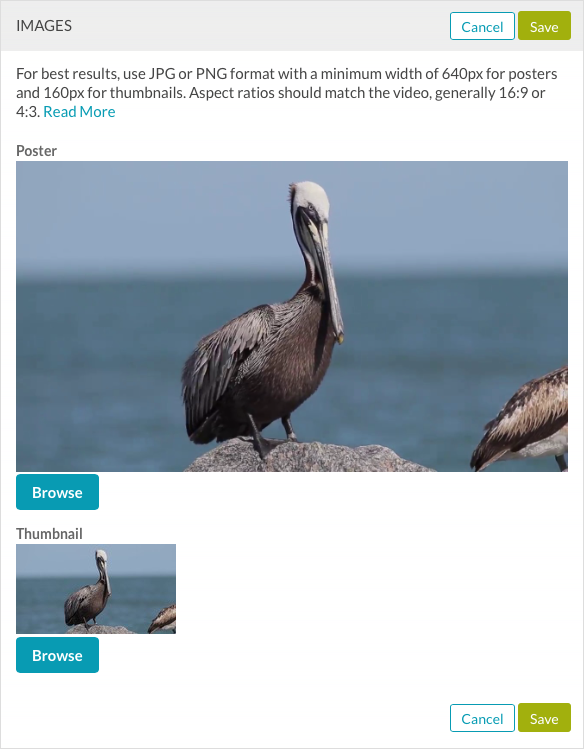 IMAGES Cancel Save
For best results, use JPG or PNG format with a minimum width of 640px for posters
and 160px for thumbnails. Aspect ratios should match the video, generally 16:9 or
4:3. Read More
Poster
Browse
Thumbnail
Browse
Cancel Save